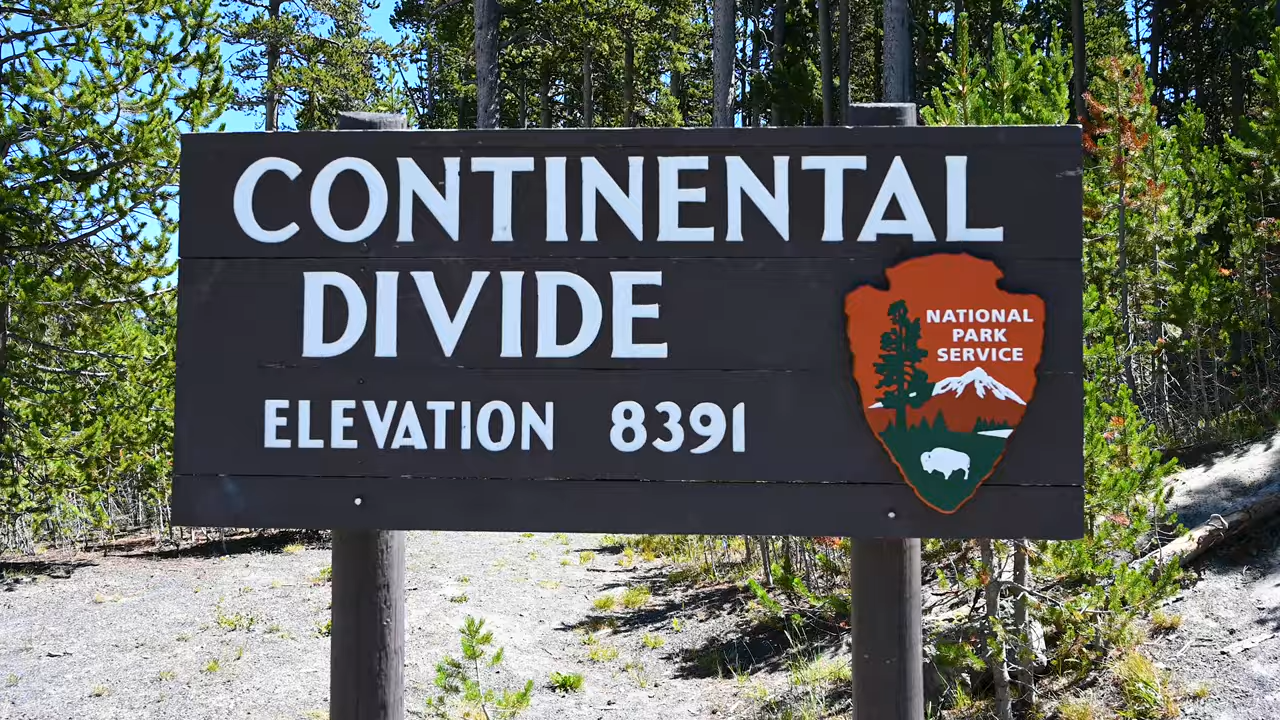 CONTINENTAL
DIVIDE
ELEVATION 8391
NATIONAL
PARK
SERVICE